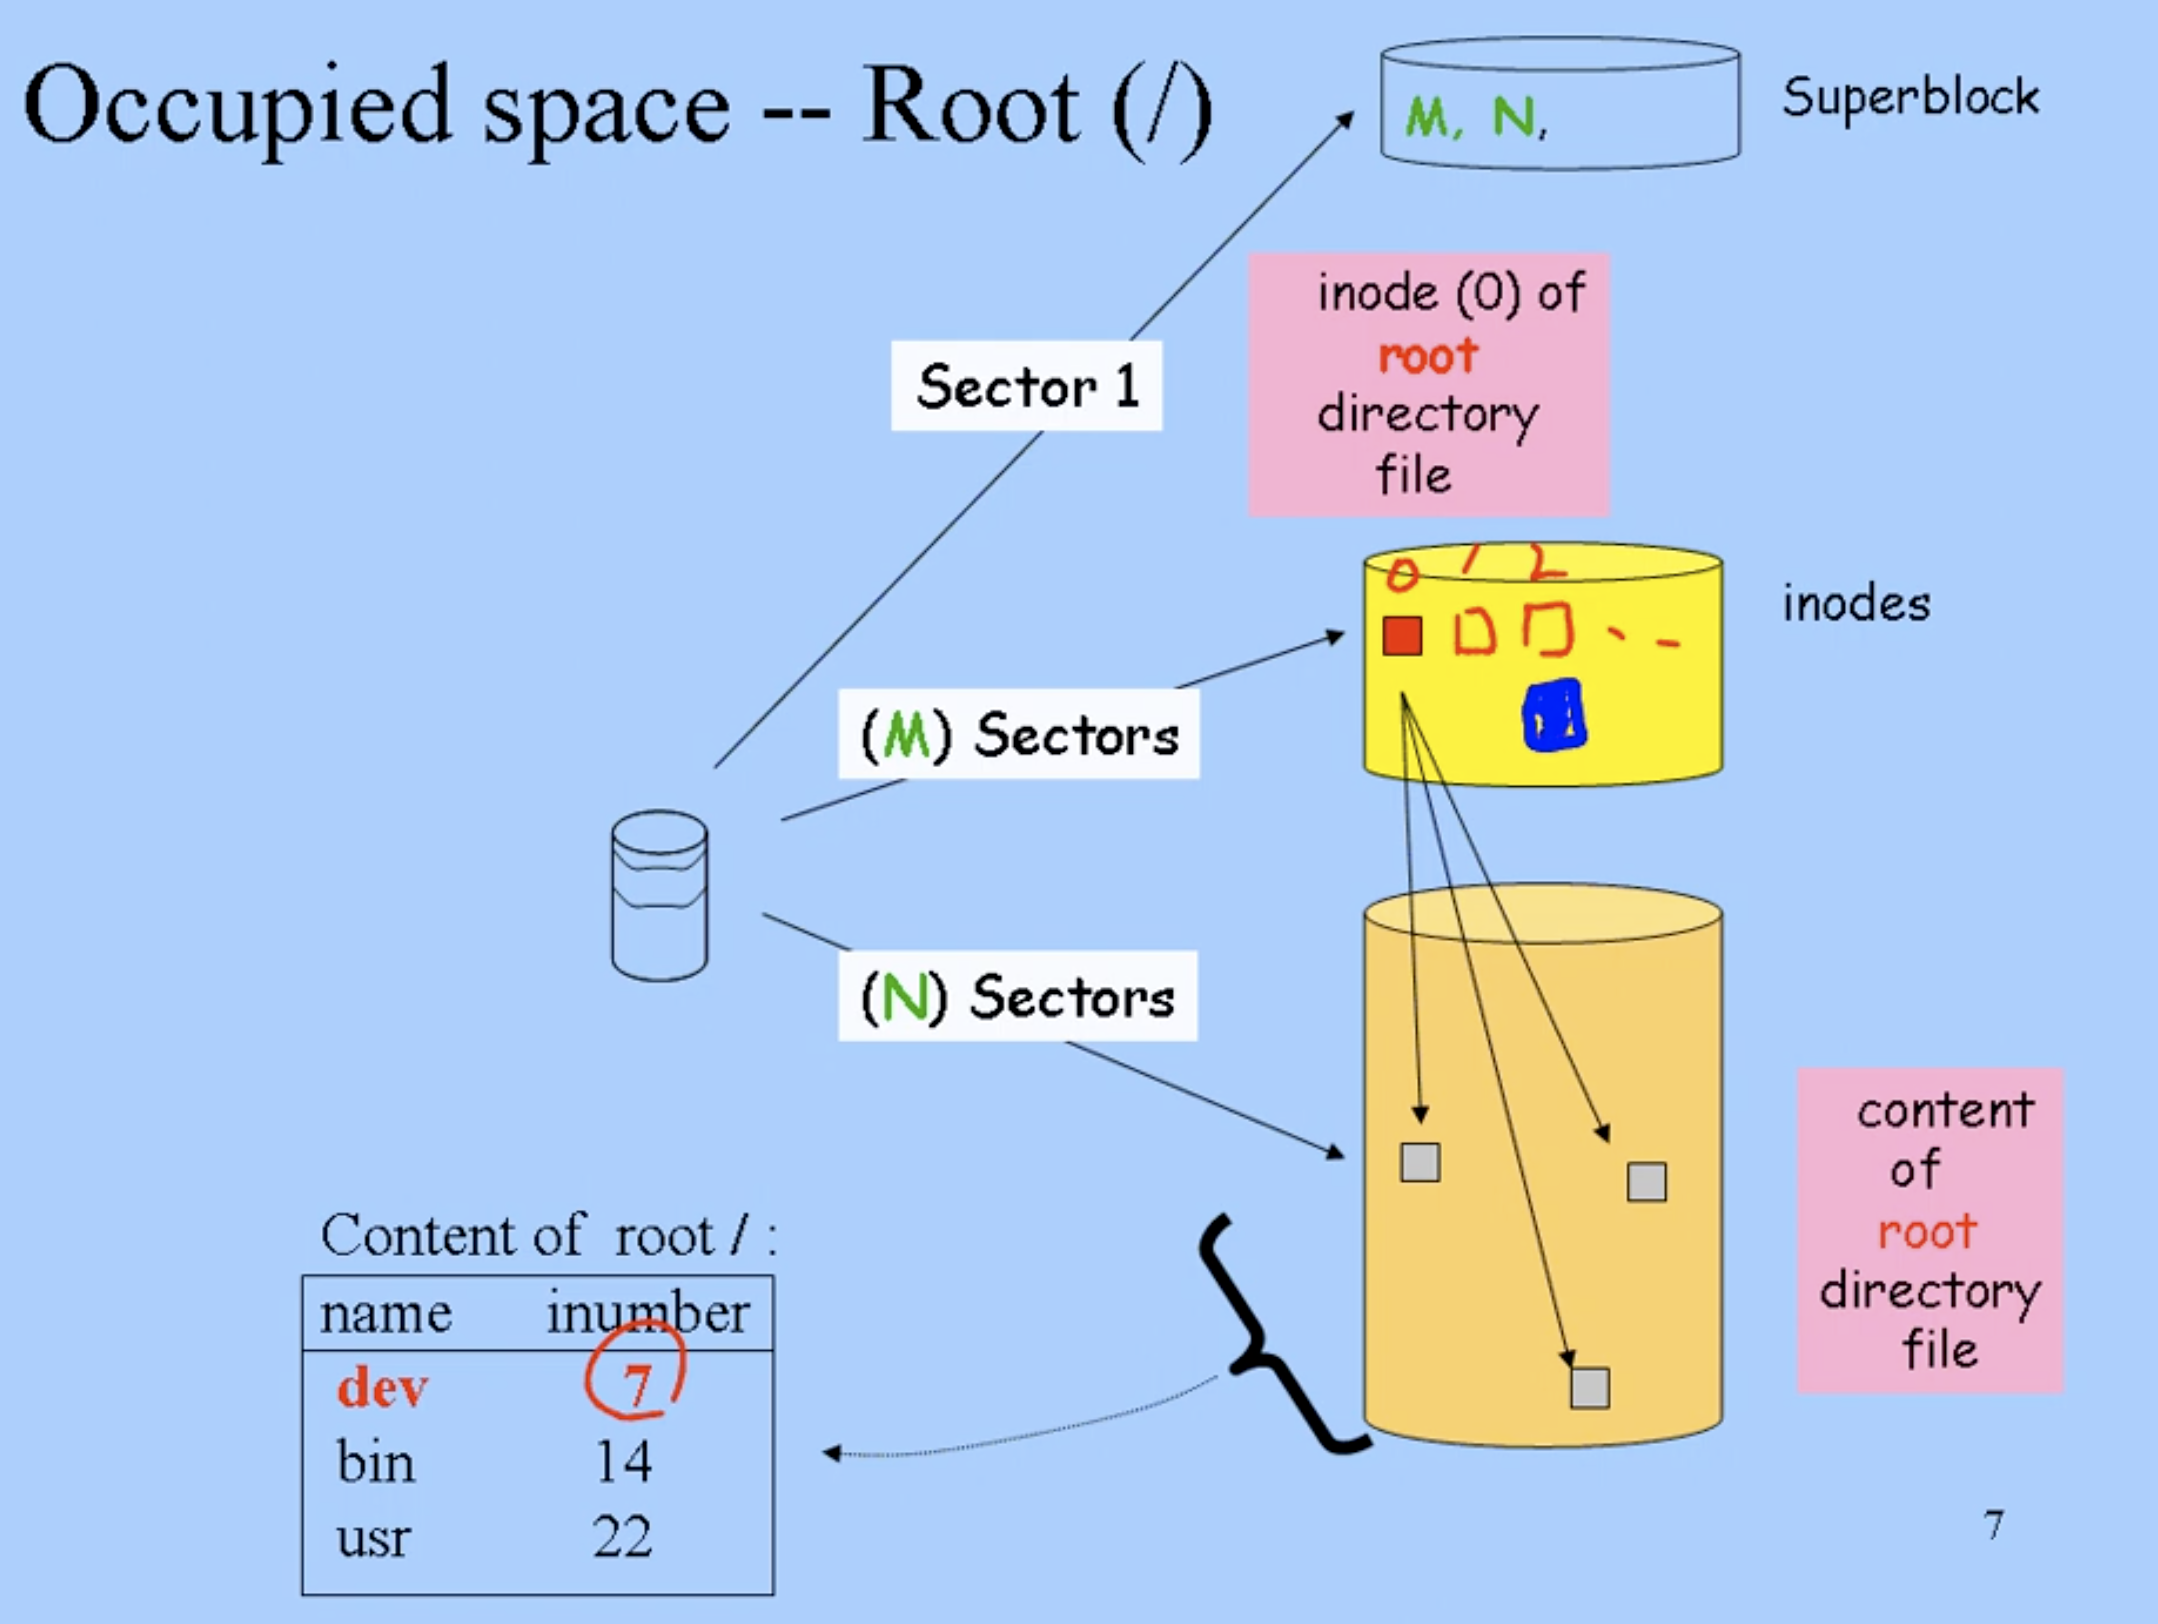 Occupied space -- Root (/)
M, N,
Superblock
Sector 1
inode (0) of
root
directory
file
0 1 2
inodes
(M) Sectors
(N) Sectors
content
of
root
directory
file
Content of root / :
name inumber
dev 7
bin 14
usr 22
7